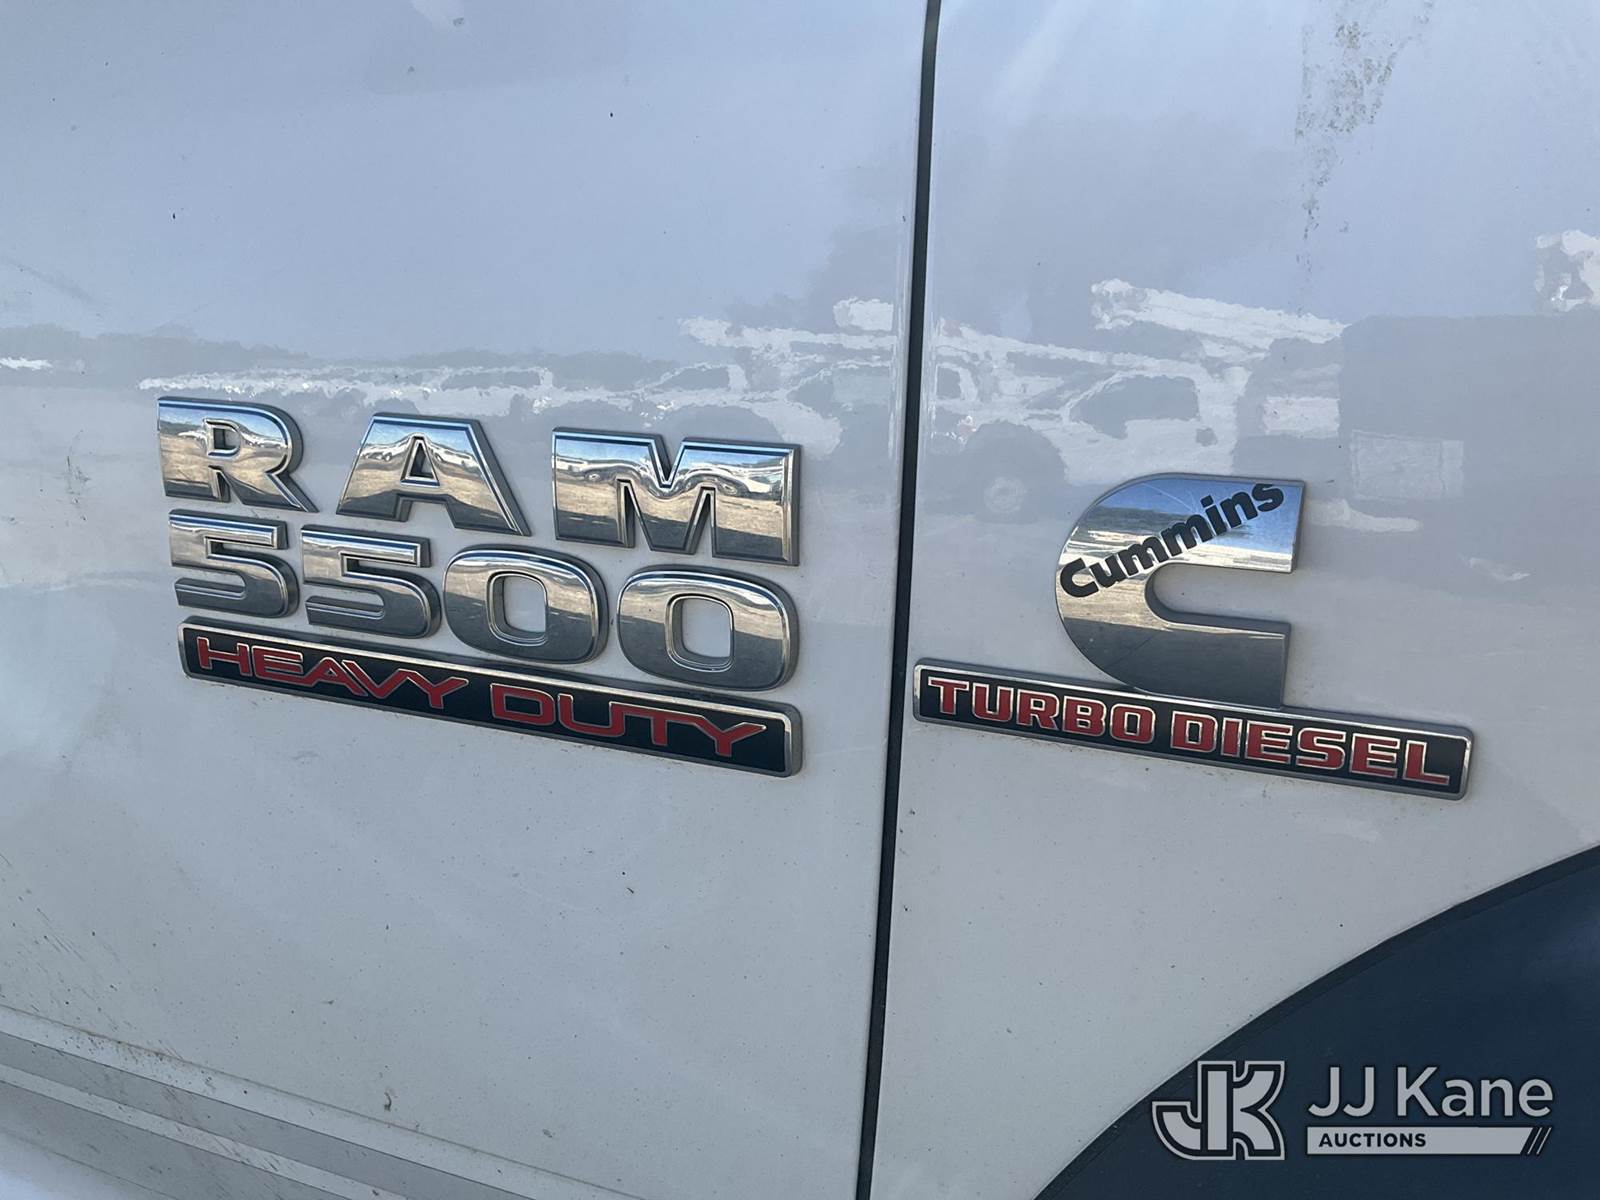 RAM
5500
HEAVY DUTY
Cummins
TURBO DIESEL
JK JJ Kane
AUCTIONS